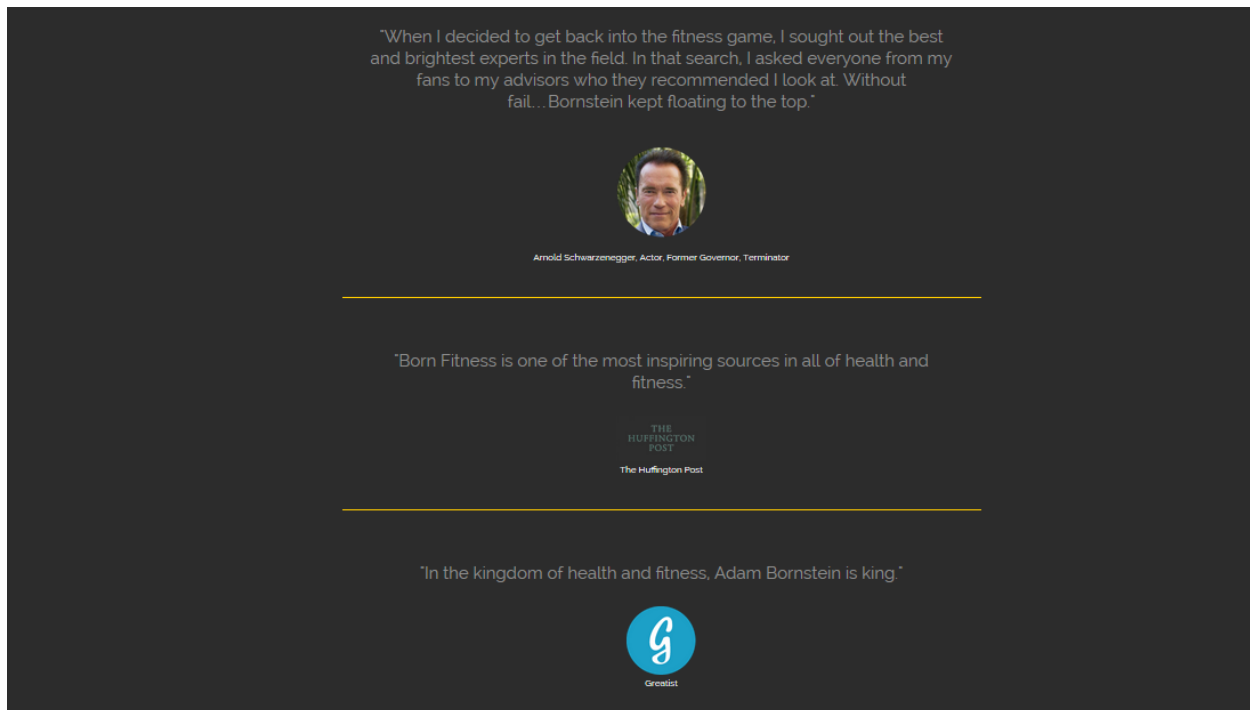 "When I decided to get back into the fitness game, I sought out the best
and brightest experts in the field. In that search, I asked everyone from my
fans to my advisors who they recommended I look at. Without
fail…Bornstein kept floating to the top."
Arnold Schwarzenegger, Actor, Former Governor, Terminator
"Born Fitness is one of the most inspiring sources in all of health and
fitness."
THE
HUFFINGTON
POST
The Huffington Post
"In the kingdom of health and fitness, Adam Bornstein is king."
G
Greatist